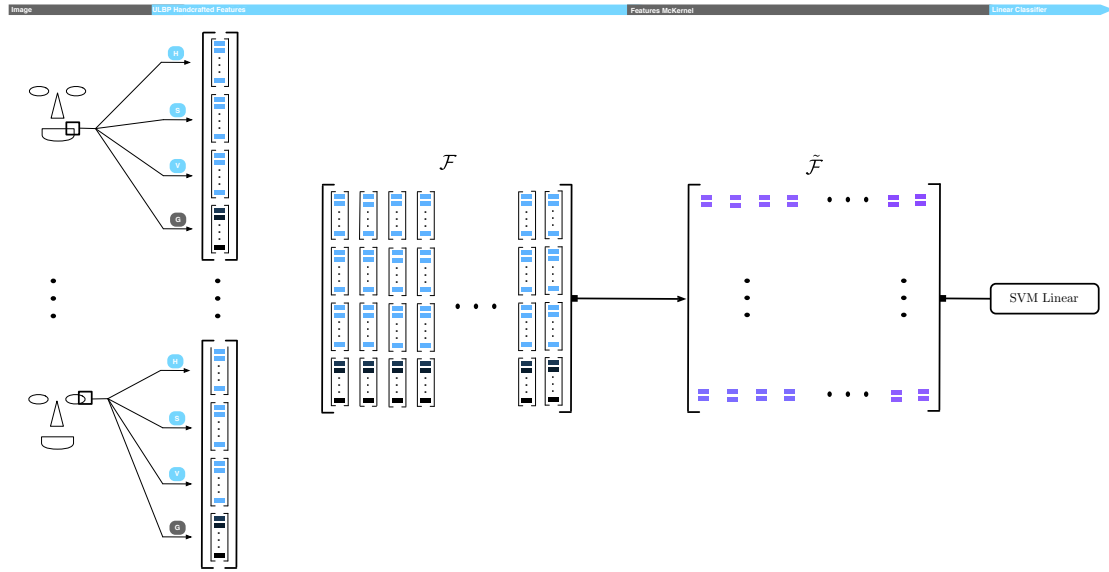 Image ULBP Handcrafted Features Features McKernel Linear Classifier
H
S
V
G
ℱ
ℱ̃
SVM Linear
H
S
V
G